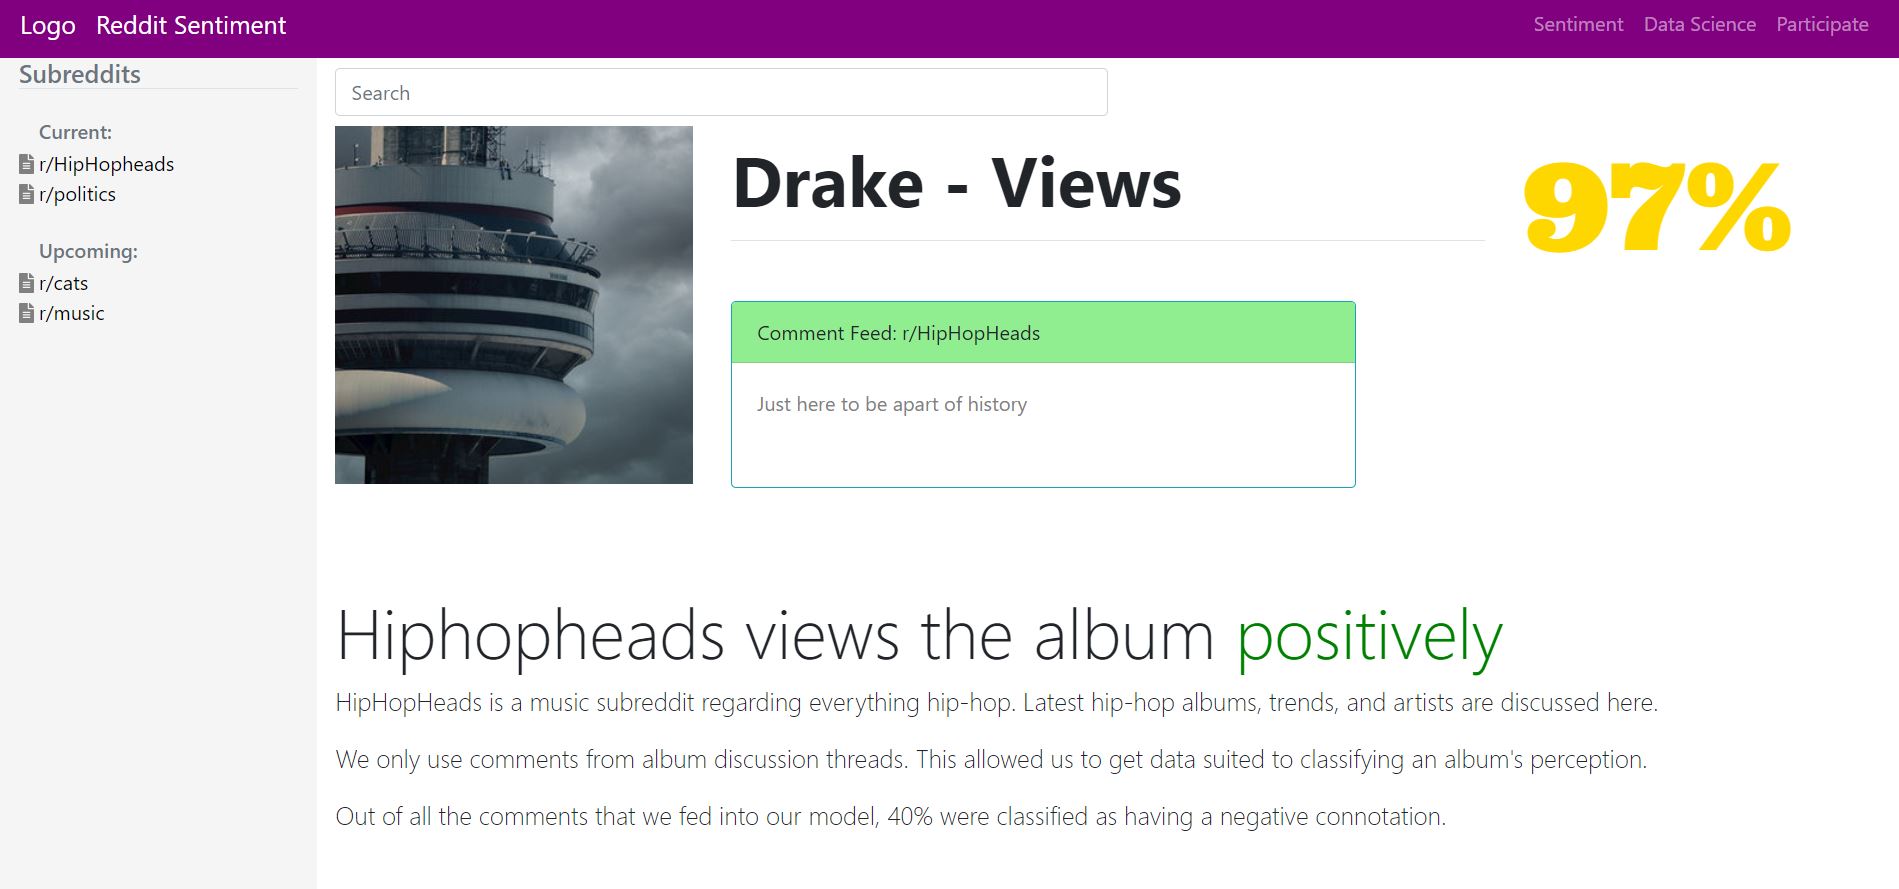 Logo Reddit Sentiment Sentiment Data Science Participate
Subreddits
Current:
r/HipHopheads
r/politics
Upcoming:
r/cats
r/music
Search
Drake - Views
97%
Comment Feed: r/HipHopHeads
Just here to be apart of history
Hiphopheads views the album positively
HipHopHeads is a music subreddit regarding everything hip-hop. Latest hip-hop albums, trends, and artists are discussed here.
We only use comments from album discussion threads. This allowed us to get data suited to classifying an album's perception.
Out of all the comments that we fed into our model, 40% were classified as having a negative connotation.